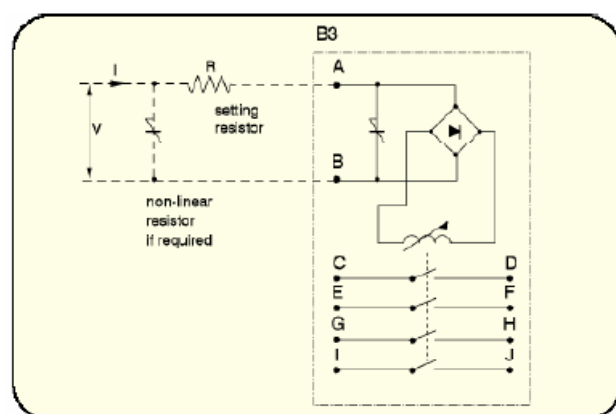 B3
I
R
A
V
setting
resistor
B
non-linear
resistor
if required
C
D
E
F
G
H
I
J